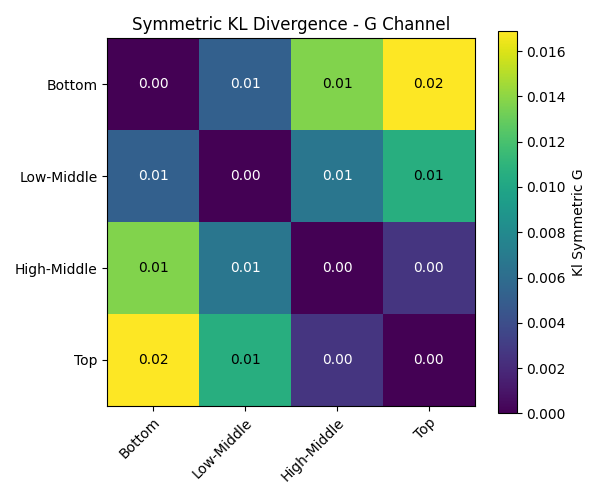 Symmetric KL Divergence - G Channel
Bottom 0.00 0.01 0.01 0.02
Low-Middle 0.01 0.00 0.01 0.01
High-Middle 0.01 0.01 0.00 0.00
Top 0.02 0.01 0.00 0.00
Bottom Low-Middle High-Middle Top
0.016
0.014
0.012
0.010
0.008
0.006
0.004
0.002
0.000
Kl Symmetric G